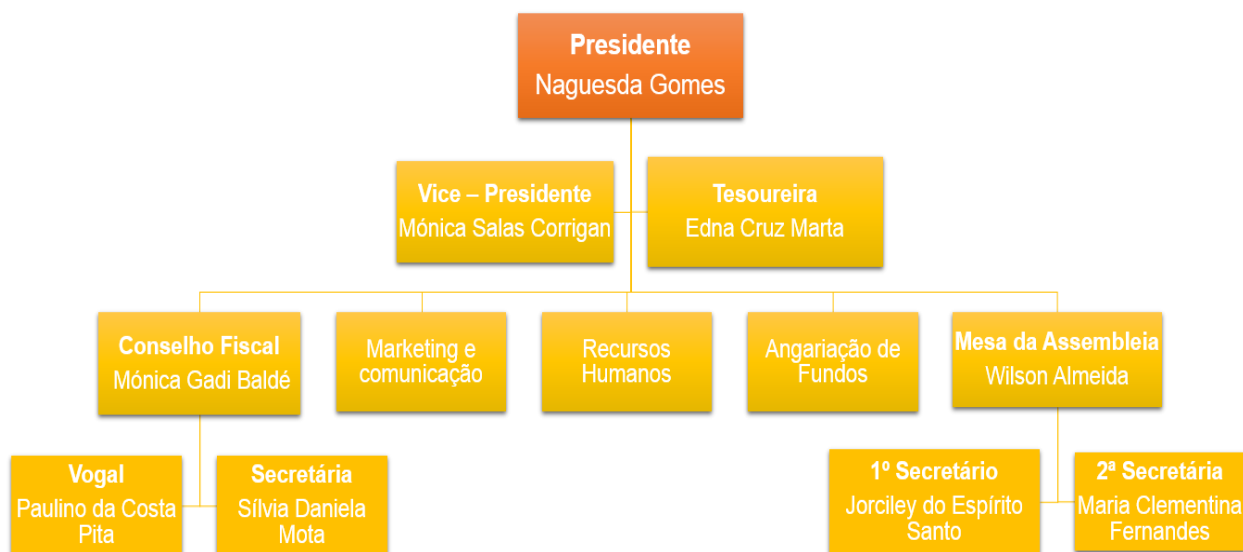 Presidente
Naguesda Gomes
Vice – Presidente
Mónica Salas Corrigan
Tesoureira
Edna Cruz Marta
Conselho Fiscal
Mónica Gadi Baldé
Marketing e
comunicação
Recursos
Humanos
Angariação de
Fundos
Mesa da Assembleia
Wilson Almeida
Vogal
Paulino da Costa
Pita
Secretária
Sílvia Daniela
Mota
1º Secretário
Jorciley do Espírito
Santo
2ª Secretária
Maria Clementina
Fernandes